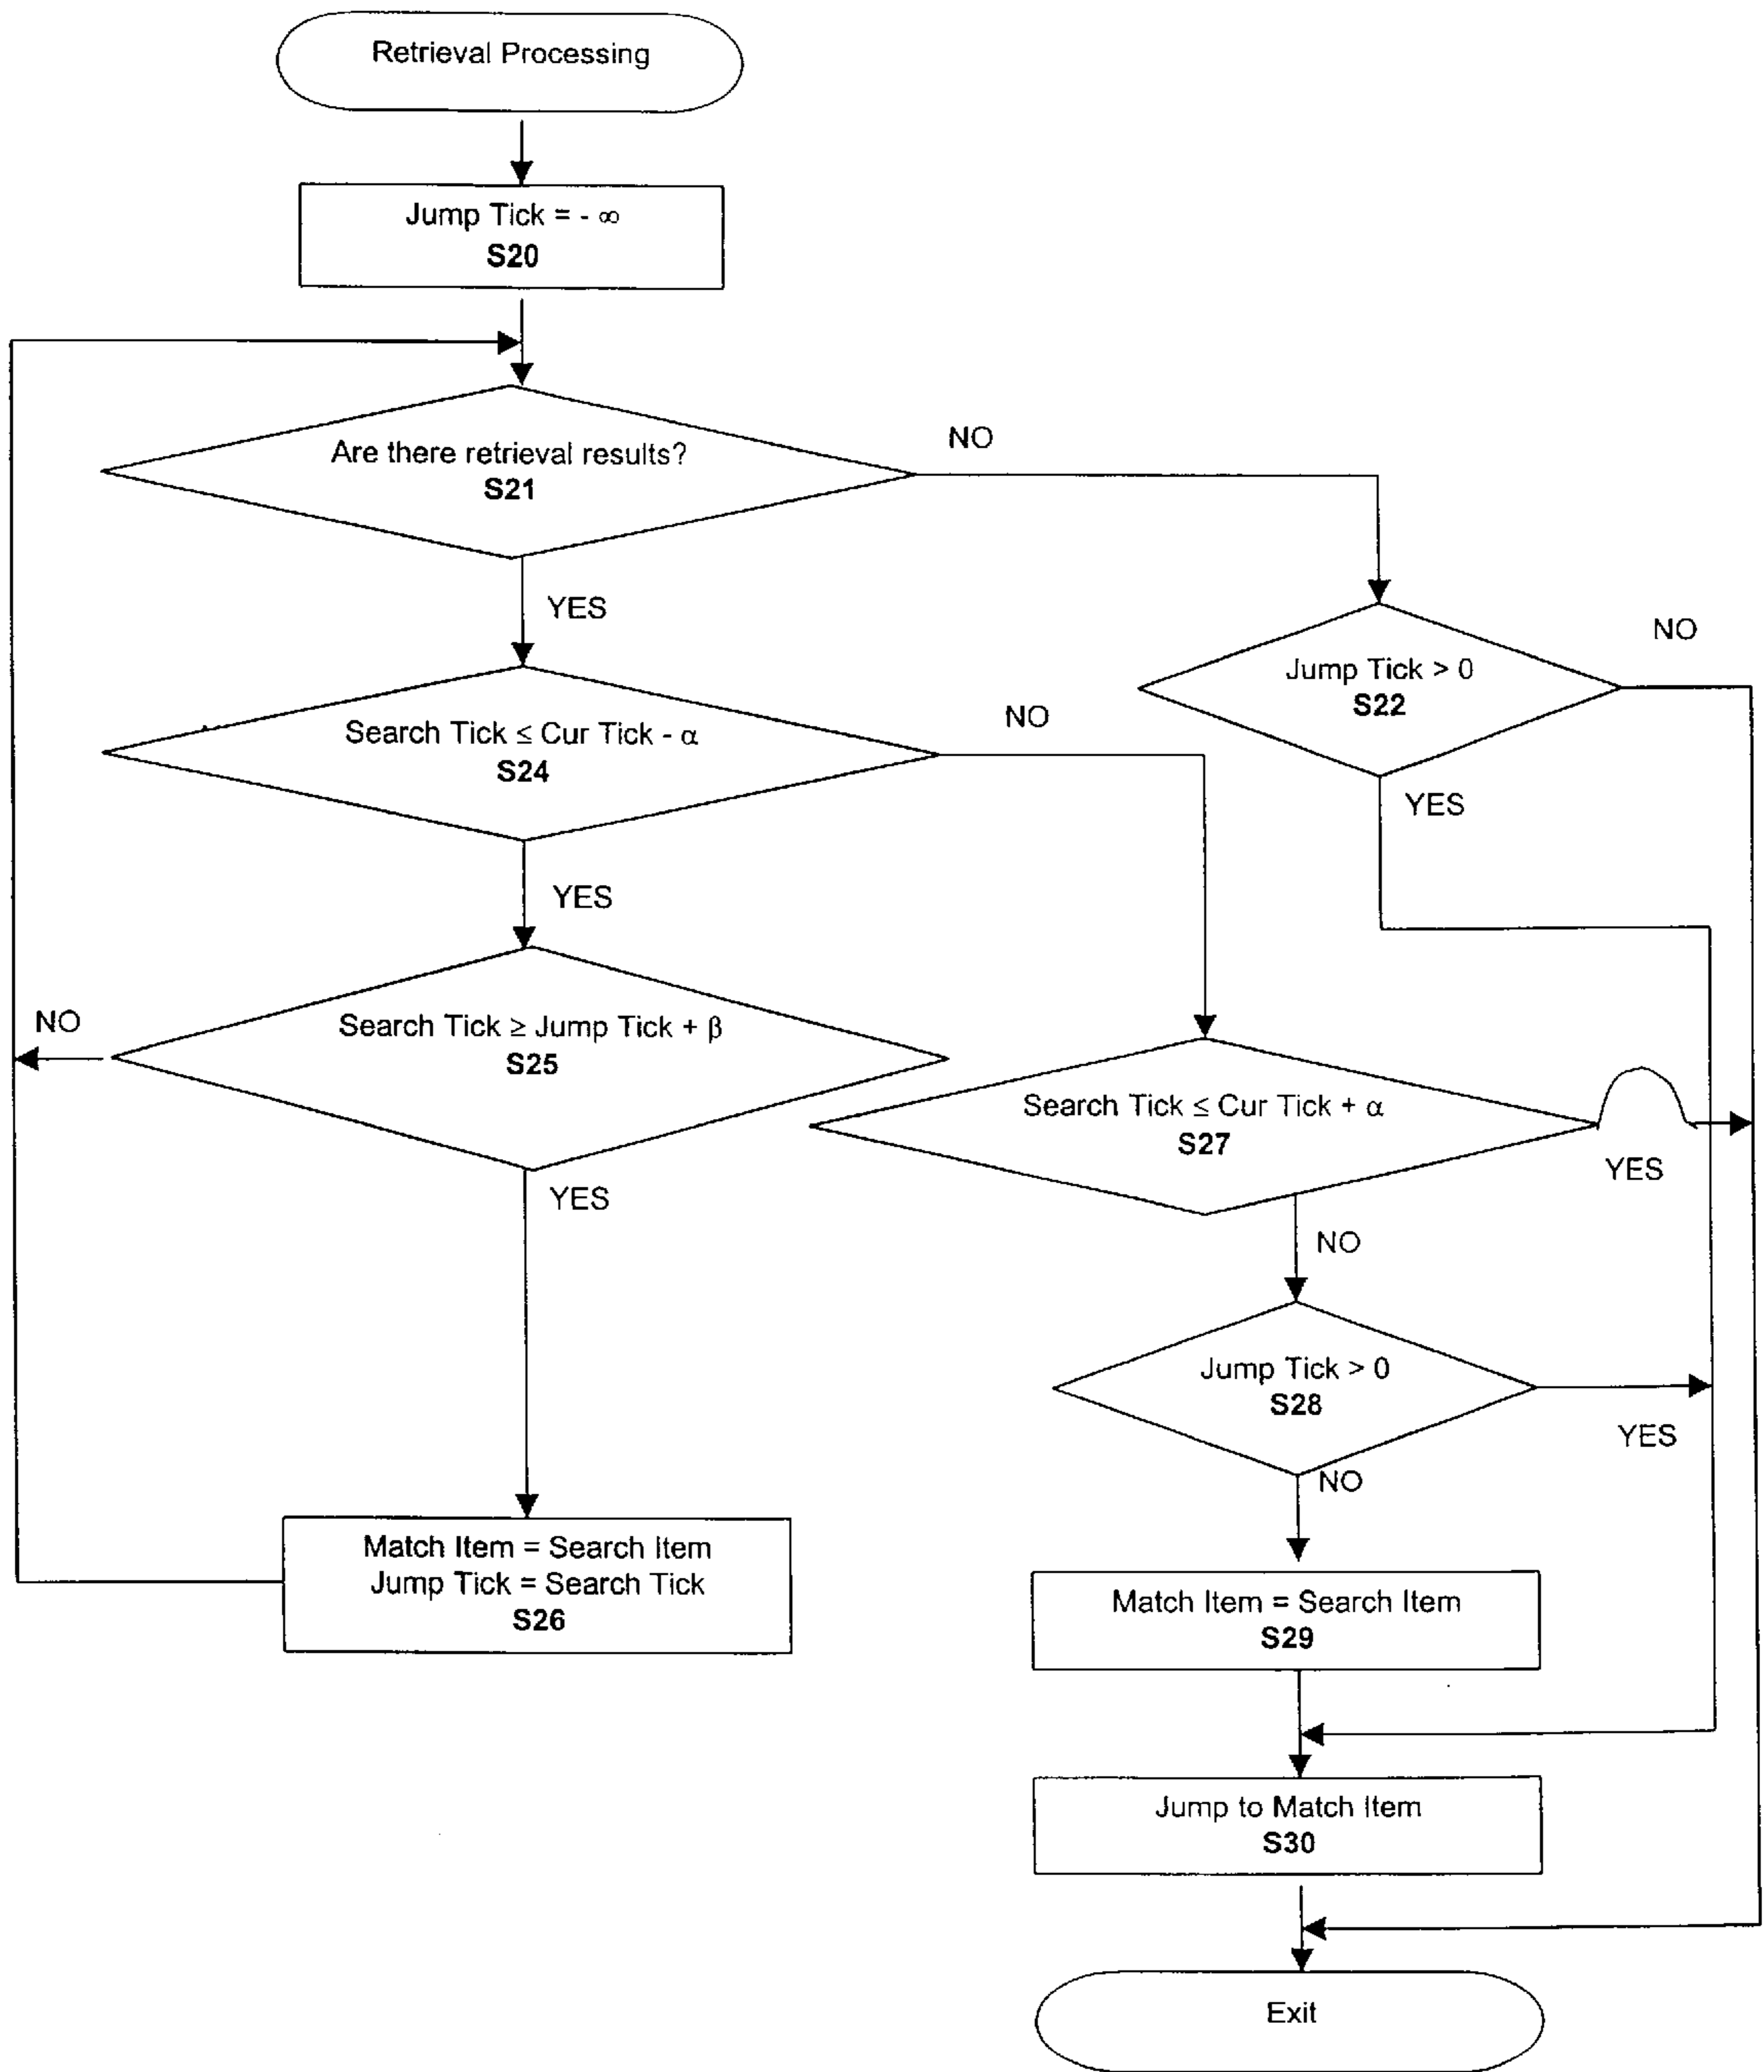 Retrieval Processing
Jump Tick = - ∞
S20
Are there retrieval results?
S21
NO
YES
Jump Tick > 0
S22
NO
YES
Search Tick ≤ Cur Tick - α
S24
NO
YES
Search Tick ≥ Jump Tick + β
S25
NO
YES
Search Tick ≤ Cur Tick + α
S27
YES
NO
Jump Tick > 0
S28
YES
NO
Match Item = Search Item
Jump Tick = Search Tick
S26
Match Item = Search Item
S29
Jump to Match Item
S30
Exit